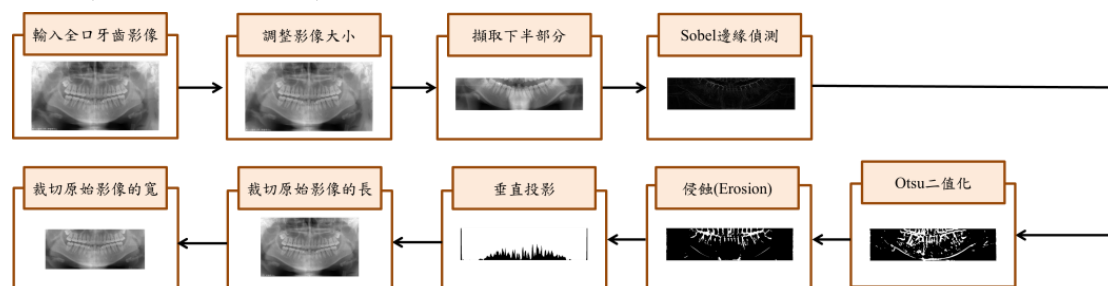 輸入全口牙齒影像
調整影像大小
擷取下半部分
Sobel邊緣偵測
Otsu二值化
侵蝕(Erosion)
垂直投影
裁切原始影像的長
裁切原始影像的寬